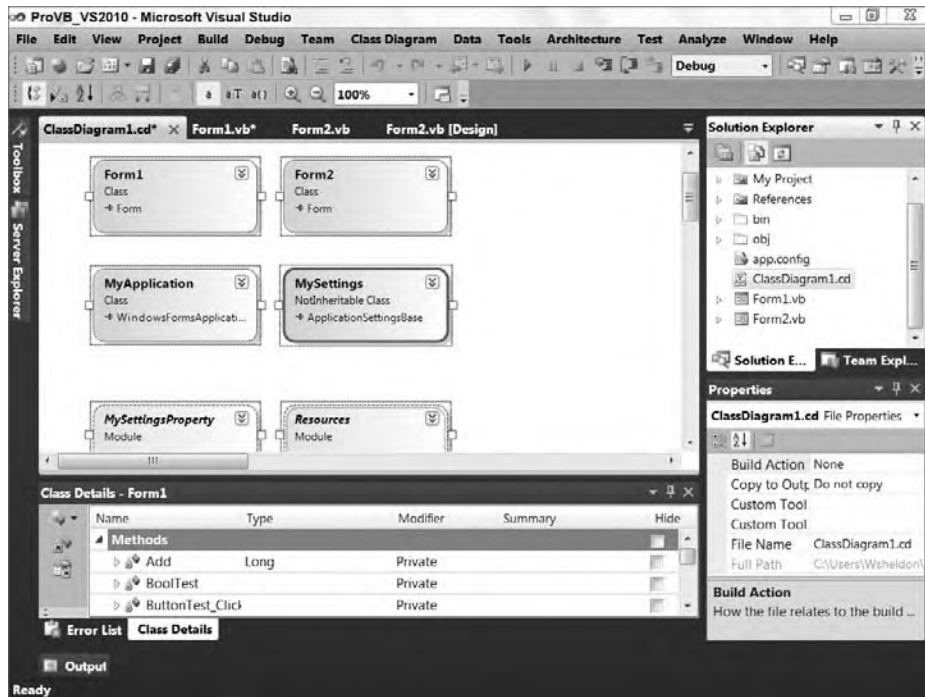 ProVB_VS2010 - Microsoft Visual Studio
File Edit View Project Build Debug Team Class Diagram Data Tools Architecture Test Analyze Window Help
Debug
100%
Toolbox
Server Explorer
ClassDiagram1.cd* Form1.vb* Form2.vb Form2.vb [Design]
Form1
Class
Form
Form2
Class
Form
MyApplication
Class
WindowsFormsApplicati...
MySettings
NotInheritable Class
ApplicationSettingsBase
MySettingsProperty
Module
Resources
Module
Class Details - Form1
Name Type Modifier Summary Hide
Methods
Add Long Private
BoolTest Private
ButtonTest_Click Private
Error List Class Details
Output
Ready
Solution Explorer
My Project
References
bin
obj
app.config
ClassDiagram1.cd
Form1.vb
Form2.vb
Solution E... Team Expl...
Properties
ClassDiagram1.cd File Properties
Build Action None
Copy to Outp Do not copy
Custom Tool
Custom Tool
File Name ClassDiagram1.cd
Full Path C:\Users\Wsheldon\
Build Action
How the file relates to the build ...